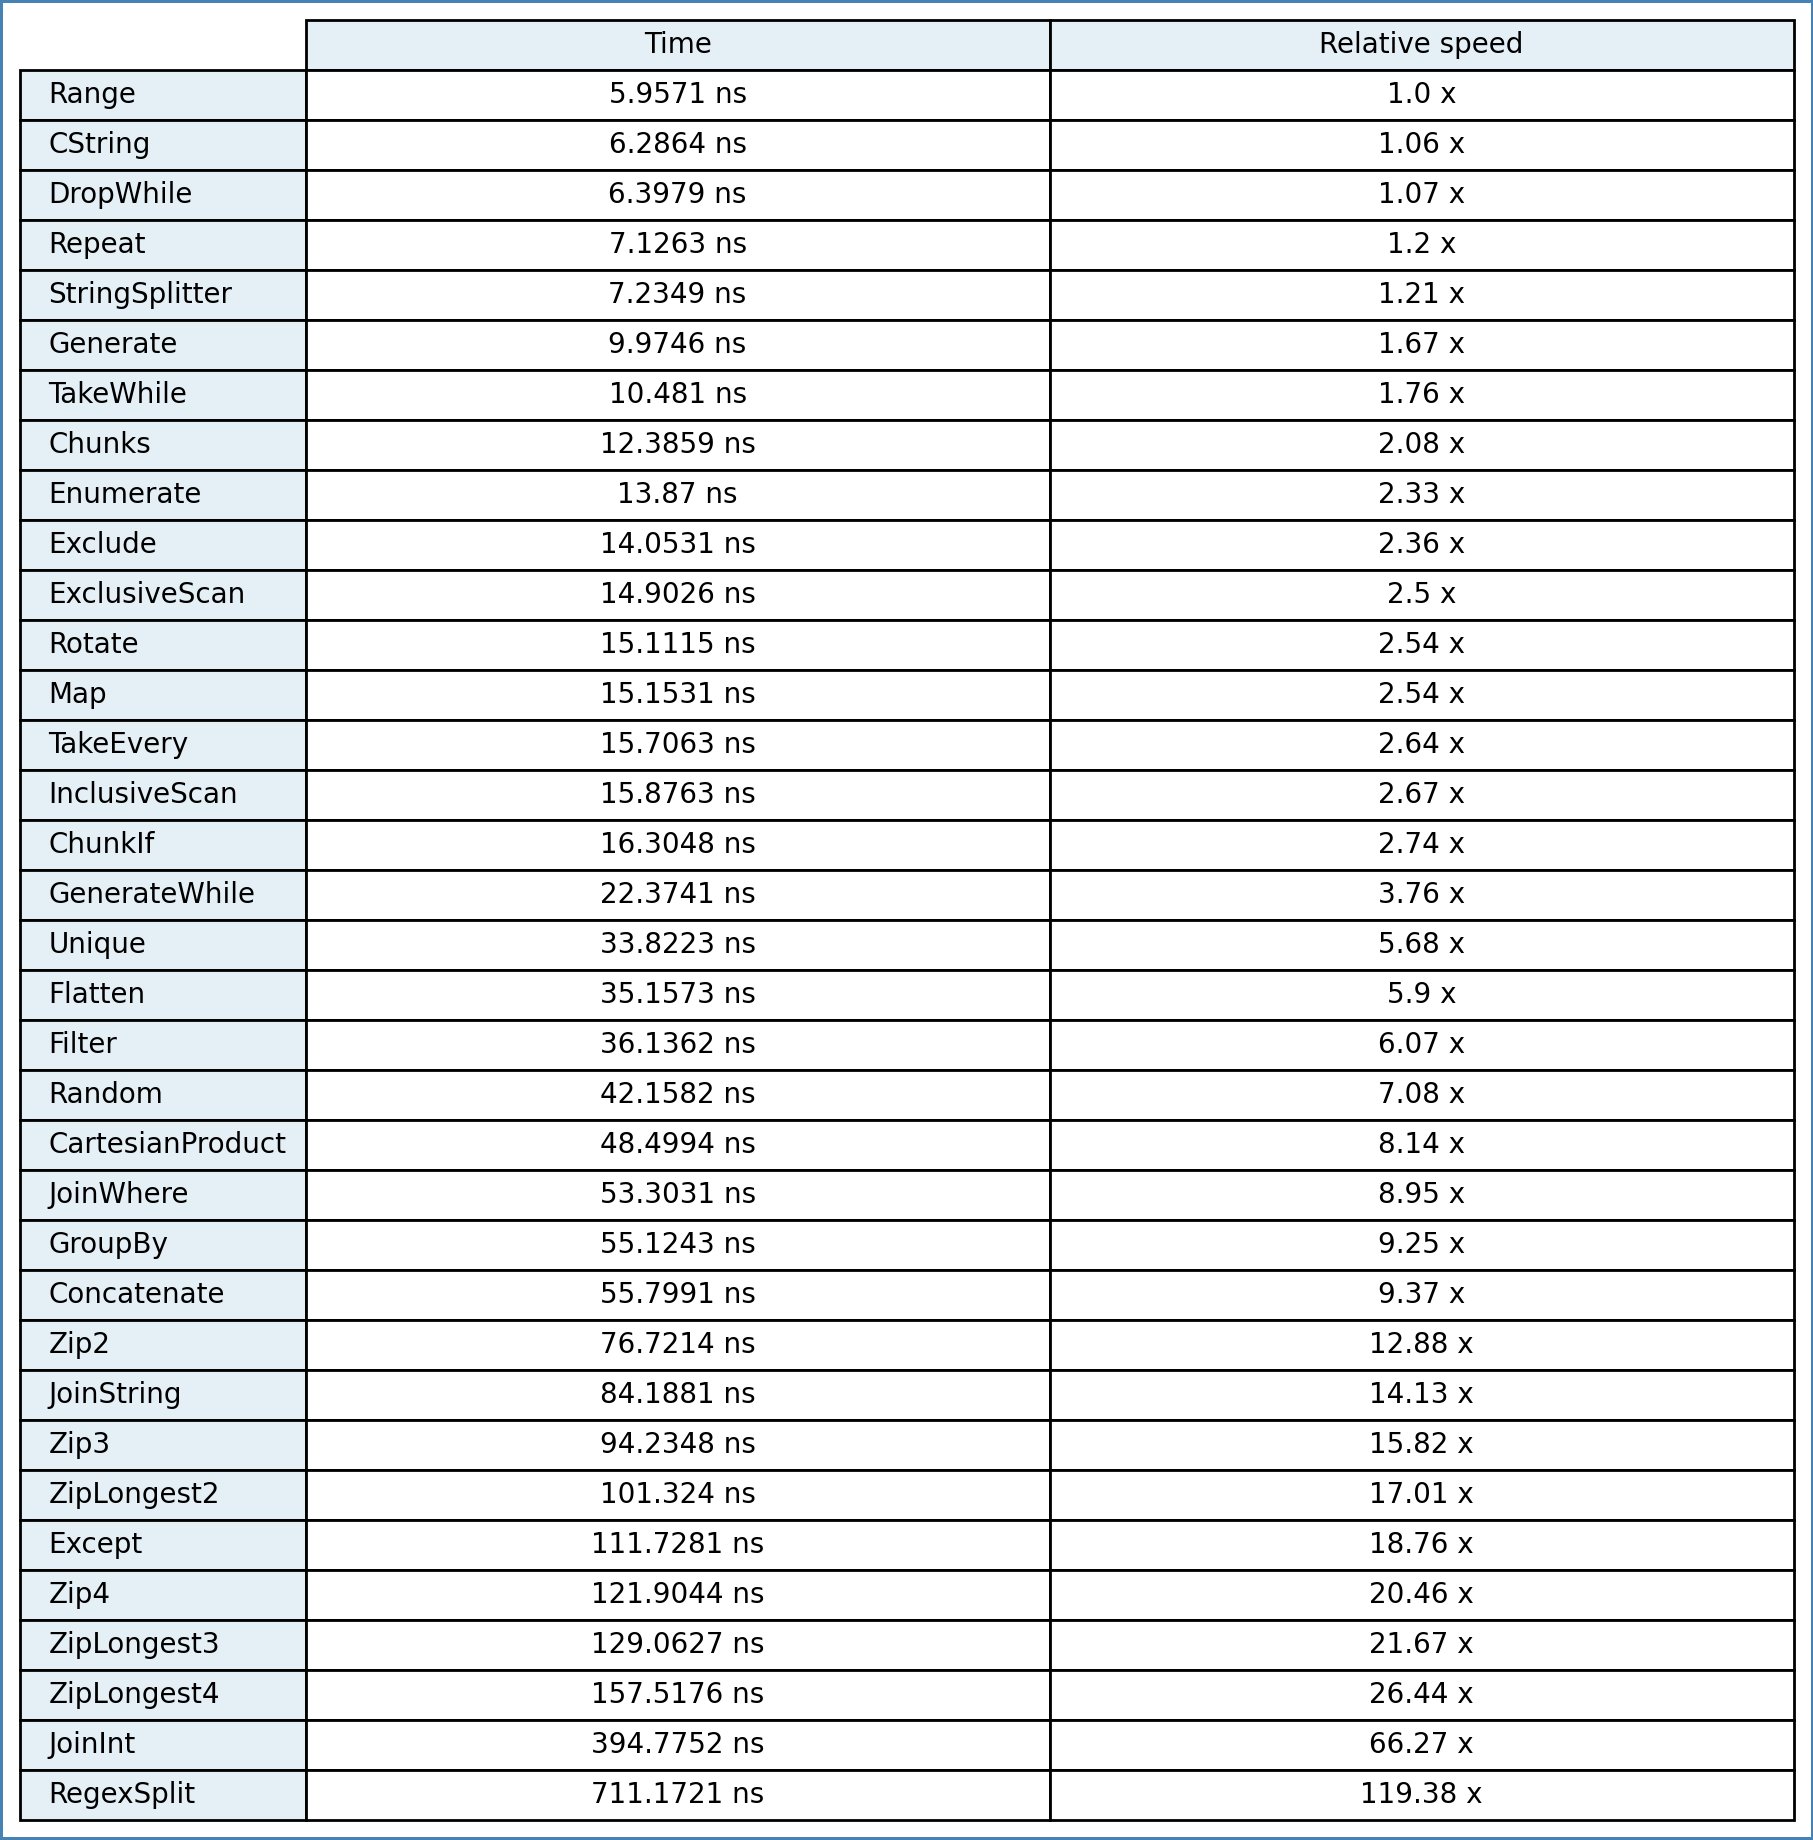 Time Relative speed
Range 5.9571 ns 1.0 x
CString 6.2864 ns 1.06 x
DropWhile 6.3979 ns 1.07 x
Repeat 7.1263 ns 1.2 x
StringSplitter 7.2349 ns 1.21 x
Generate 9.9746 ns 1.67 x
TakeWhile 10.481 ns 1.76 x
Chunks 12.3859 ns 2.08 x
Enumerate 13.87 ns 2.33 x
Exclude 14.0531 ns 2.36 x
ExclusiveScan 14.9026 ns 2.5 x
Rotate 15.1115 ns 2.54 x
Map 15.1531 ns 2.54 x
TakeEvery 15.7063 ns 2.64 x
InclusiveScan 15.8763 ns 2.67 x
ChunkIf 16.3048 ns 2.74 x
GenerateWhile 22.3741 ns 3.76 x
Unique 33.8223 ns 5.68 x
Flatten 35.1573 ns 5.9 x
Filter 36.1362 ns 6.07 x
Random 42.1582 ns 7.08 x
CartesianProduct 48.4994 ns 8.14 x
JoinWhere 53.3031 ns 8.95 x
GroupBy 55.1243 ns 9.25 x
Concatenate 55.7991 ns 9.37 x
Zip2 76.7214 ns 12.88 x
JoinString 84.1881 ns 14.13 x
Zip3 94.2348 ns 15.82 x
ZipLongest2 101.324 ns 17.01 x
Except 111.7281 ns 18.76 x
Zip4 121.9044 ns 20.46 x
ZipLongest3 129.0627 ns 21.67 x
ZipLongest4 157.5176 ns 26.44 x
JoinInt 394.7752 ns 66.27 x
RegexSplit 711.1721 ns 119.38 x